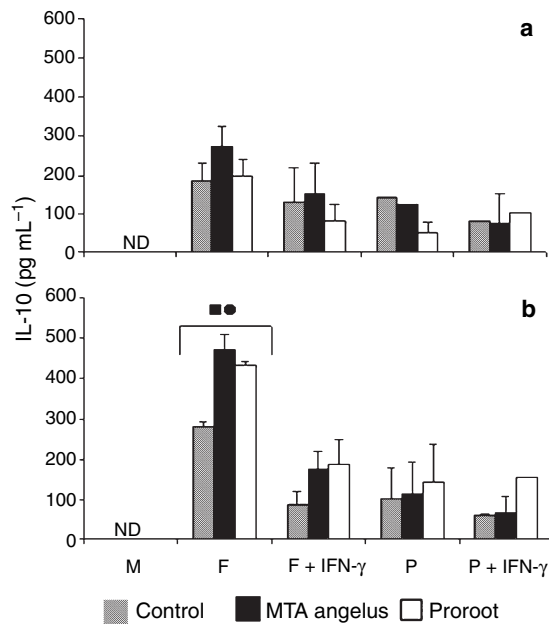 600
a
500
400
300
200
100
0
ND
IL-10 (pg mL⁻¹)
600
b
500
400
300
200
100
0
ND
M F F + IFN-γ P P + IFN-γ
Control MTA angelus Proroot